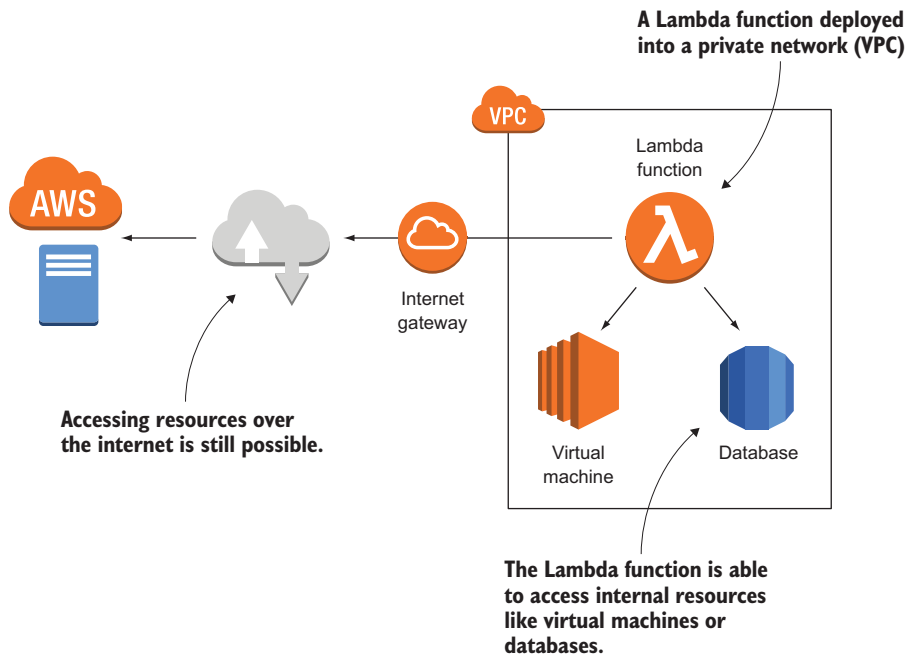 A Lambda function deployed
into a private network (VPC)
VPC
Lambda
function
AWS
Internet
gateway
Accessing resources over
the internet is still possible.
Virtual
machine
Database
The Lambda function is able
to access internal resources
like virtual machines or
databases.